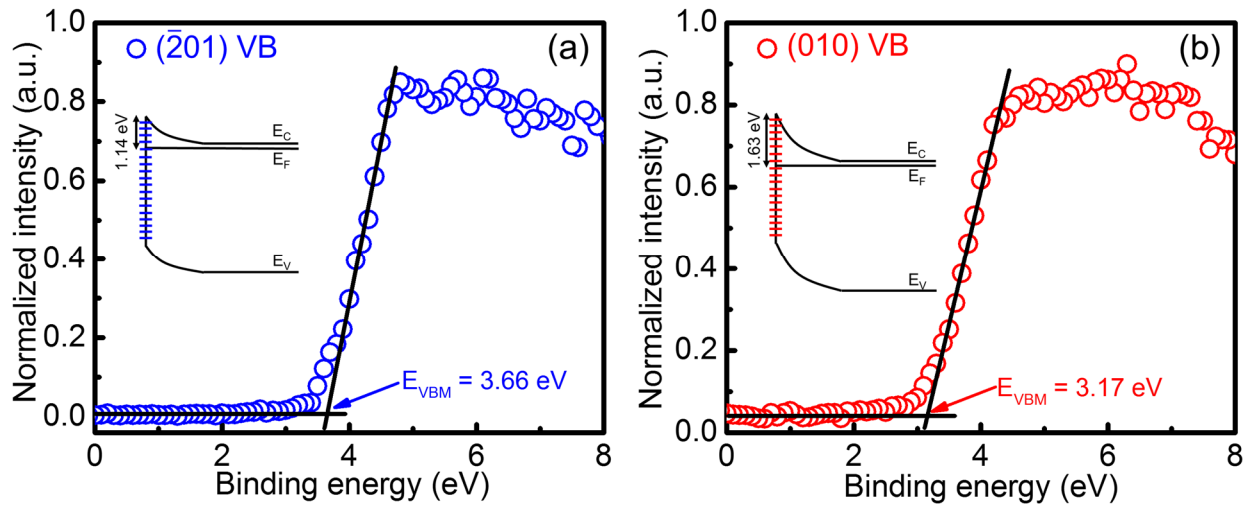 (a)
(2̄01) VB
1.0
0.8
0.6
0.4
0.2
0.0
Normalized intensity (a.u.)
1.14 eV
E_C
E_F
E_V
E_VBM = 3.66 eV
0 2 4 6 8
Binding energy (eV)
(b)
(010) VB
1.0
0.8
0.6
0.4
0.2
0.0
Normalized intensity (a.u.)
1.63 eV
E_C
E_F
E_V
E_VBM = 3.17 eV
0 2 4 6 8
Binding energy (eV)